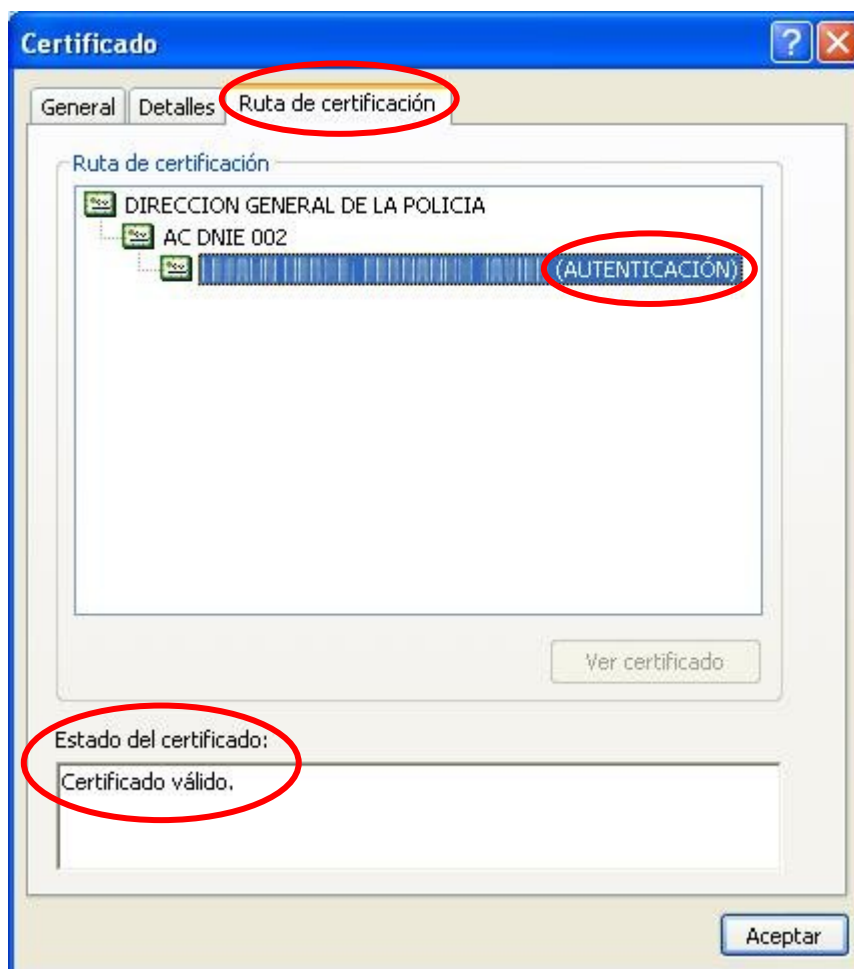 Certificado
General Detalles Ruta de certificación
Ruta de certificación
DIRECCION GENERAL DE LA POLICIA
AC DNIE 002
(AUTENTICACIÓN)
Ver certificado
Estado del certificado:
Certificado válido.
Aceptar